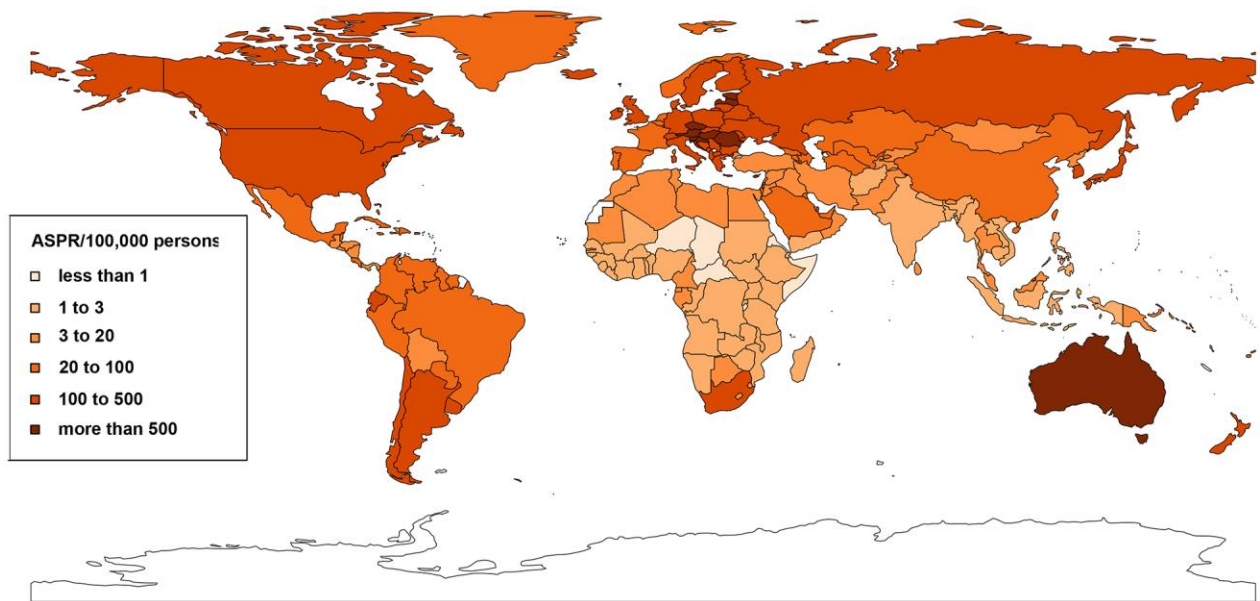 ASPR/100,000 persons
less than 1
1 to 3
3 to 20
20 to 100
100 to 500
more than 500